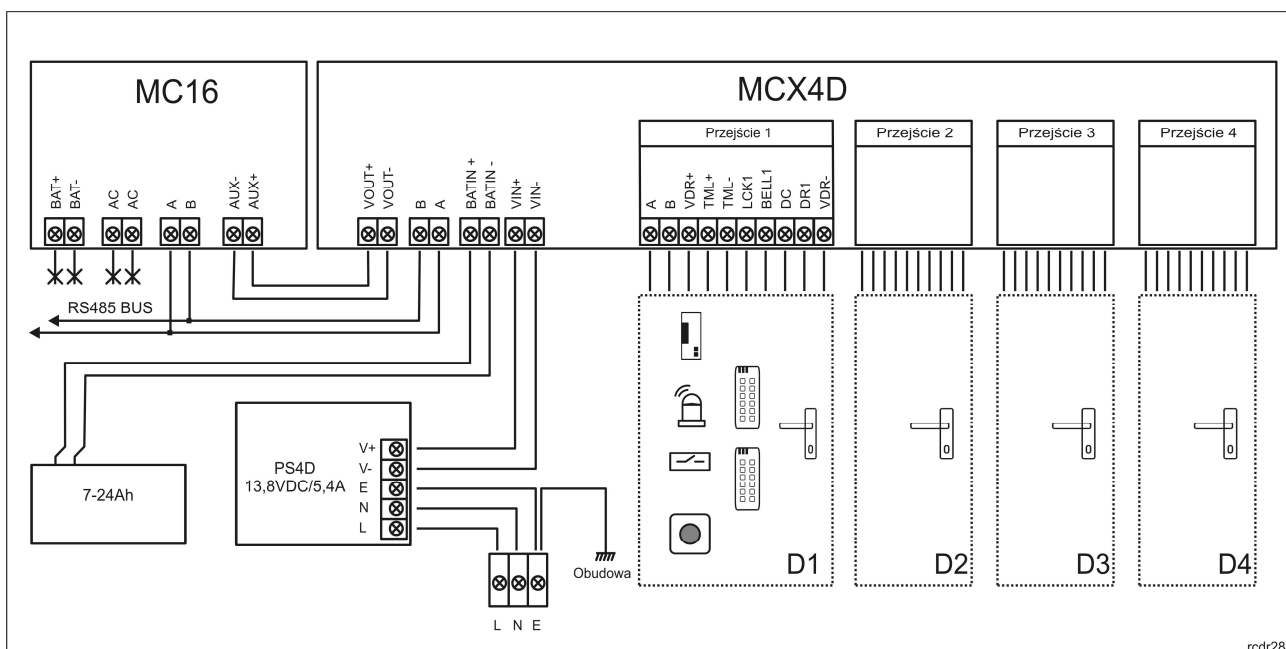 MC16
MCX4D
Przejście 1
Przejście 2
Przejście 3
Przejście 4
BAT+
BAT-
AC
AC
A
B
AUX-
AUX+
VOUT+
VOUT-
B
A
BATIN +
BATIN -
VIN+
VIN-
A
B
VDR+
TML+
TML-
LCK1
BELL1
DC
DR1
VDR-
RS485 BUS
7-24Ah
PS4D
13,8VDC/5,4A
V+
V-
E
N
L
Obudowa
L N E
D1
D2
D3
D4
rcdr28